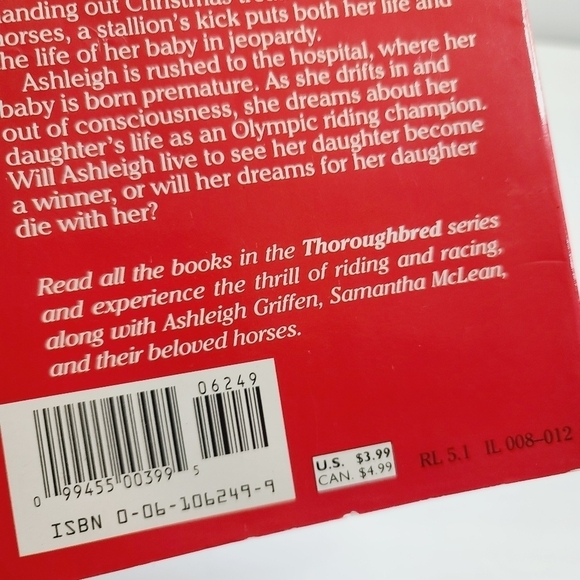 anding out Christmas
horses, a stallion's kick puts both her life and
he life of her baby in jeopardy.
Ashleigh is rushed to the hospital, where her
baby is born premature. As she drifts in and
out of consciousness, she dreams about her
daughter's life as an Olympic riding champion.
Will Ashleigh live to see her daughter become
a winner, or will her dreams for her daughter
die with her?
Read all the books in the Thoroughbred series
and experience the thrill of riding and racing,
along with Ashleigh Griffen, Samantha McLean,
and their beloved horses.
06249
0 99455 00399 5
ISBN 0-06-106249-9
U.S. $3.99
CAN. $4.99
RL 5.1 IL 008-012